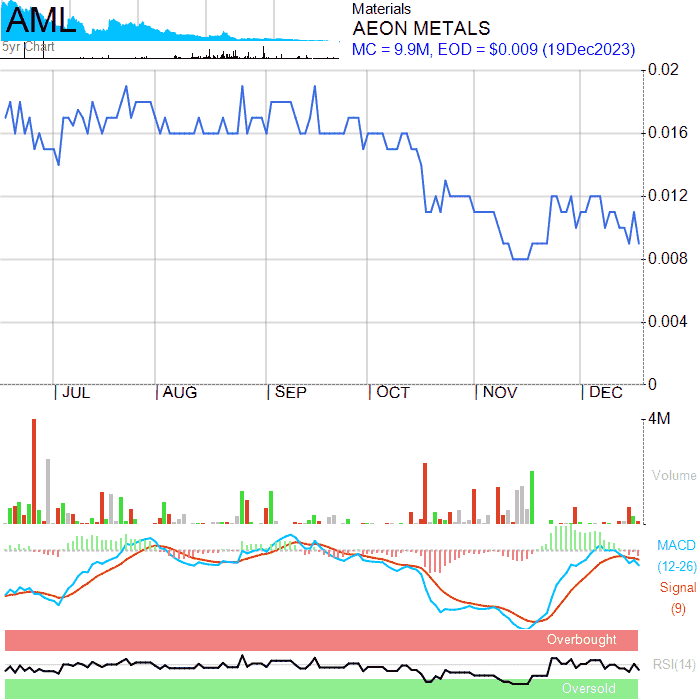 AML
5yr Chart
Materials
AEON METALS
MC = 9.9M, EOD = $0.009 (19Dec2023)
0.02
0.016
0.012
0.008
0.004
0
JUL AUG SEP OCT NOV DEC
4M
Volume
MACD
(12-26)
Signal
(9)
Overbought
RSI(14)
Oversold